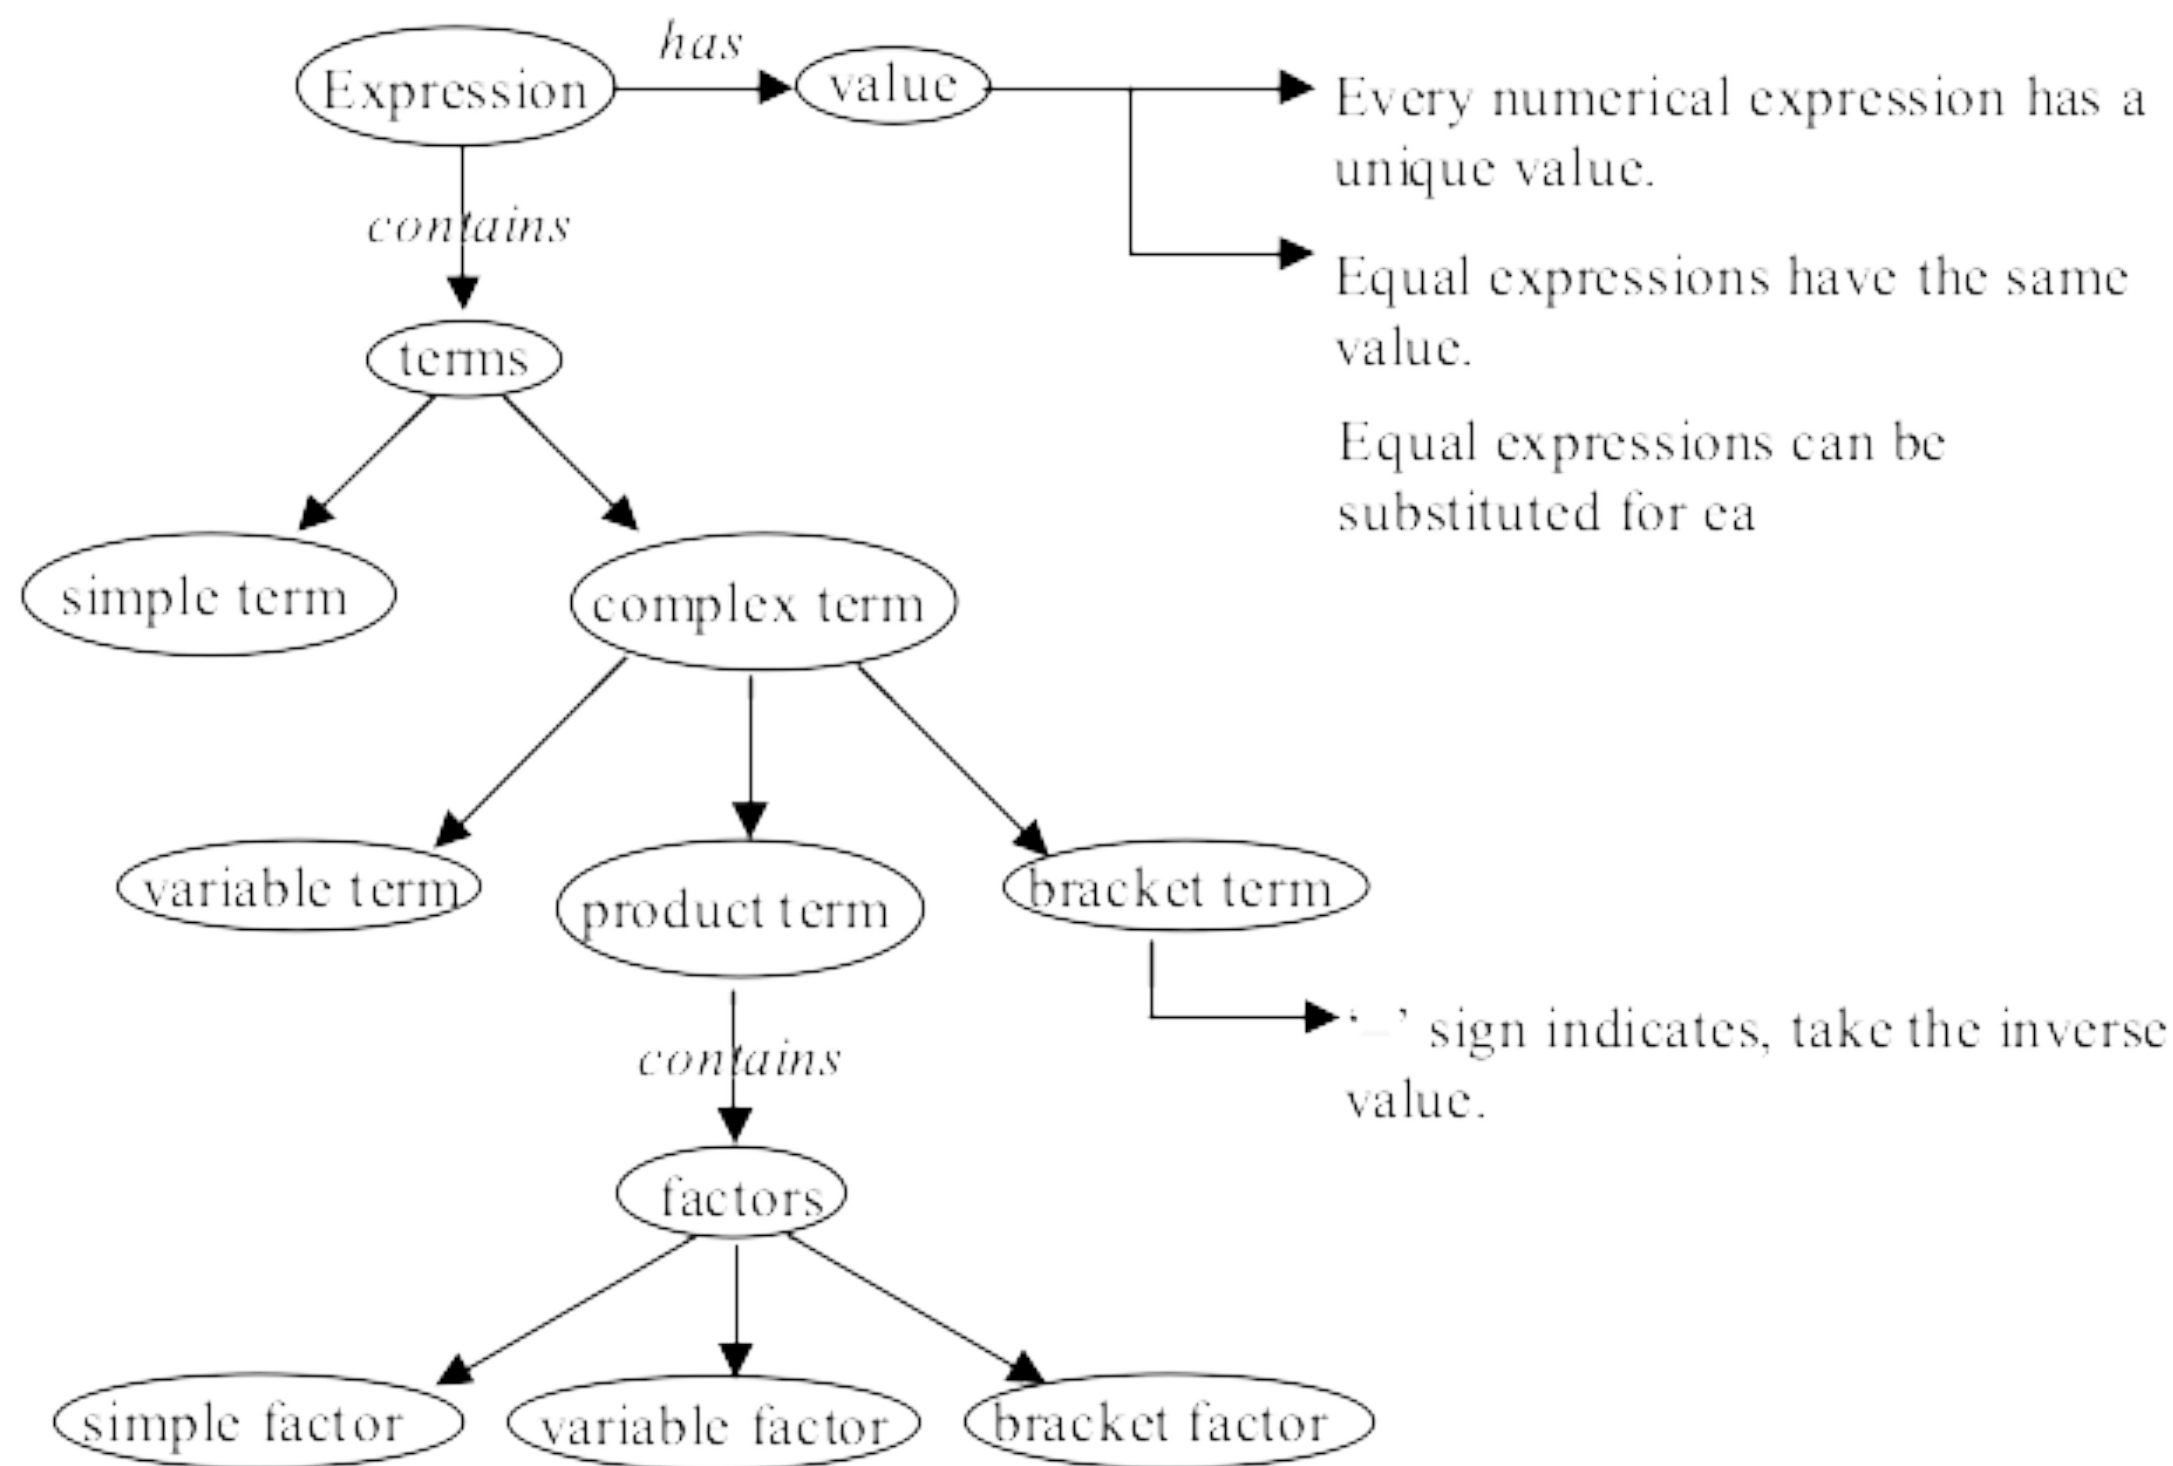 has
Expression
value
Every numerical expression has a
unique value.
contains
Equal expressions have the same
value.
terms
Equal expressions can be
substituted for ea
simple term
complex term
variable term
product term
bracket term
‘–’ sign indicates, take the inverse
value.
contains
factors
simple factor
variable factor
bracket factor